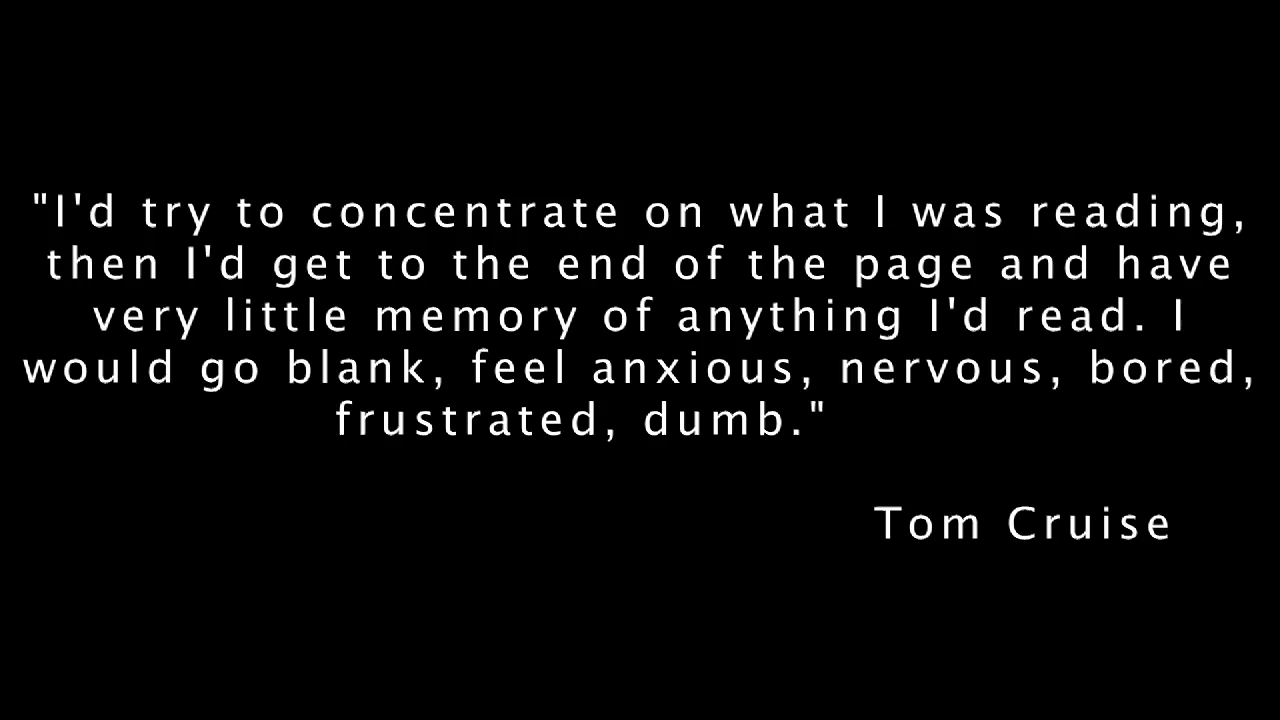 "I'd try to concentrate on what I was reading,
then I'd get to the end of the page and have
very little memory of anything I'd read. I
would go blank, feel anxious, nervous, bored,
frustrated, dumb."
Tom Cruise